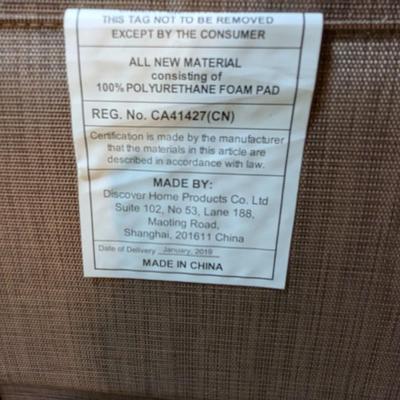 THIS TAG NOT TO BE REMOVED
EXCEPT BY THE CONSUMER
ALL NEW MATERIAL
consisting of
100% POLYURETHANE FOAM PAD
REG. No. CA41427(CN)
Certification is made by the manufacturer
that the materials in this article are
described in accordance with law.
MADE BY:
Discover Home Products Co. Ltd
Suite 102, No 53, Lane 188,
Maoting Road,
Shanghai, 201611 China
Date of Delivery January, 2019
MADE IN CHINA